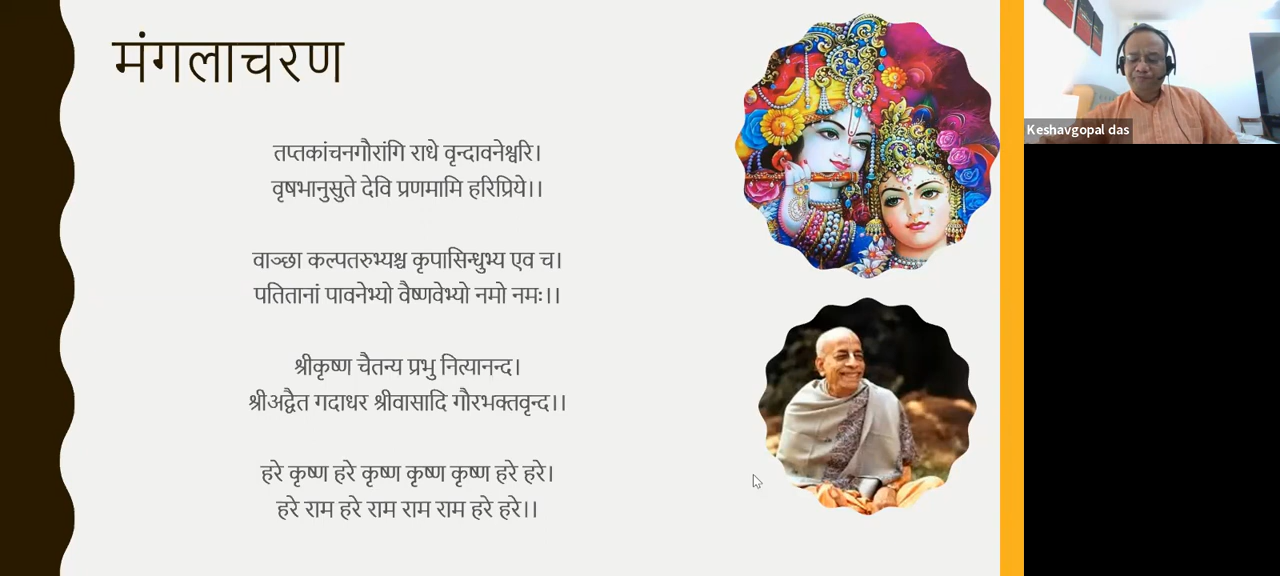 मंगलाचरण
तप्तकांचनगौरांगि राधे वृन्दावनेश्वरि।
वृषभानुसुते देवि प्रणमामि हरिप्रिये।।
वाञ्छा कल्पतरुभ्यश्च कृपासिन्धुभ्य एव च।
पतितानां पावनेभ्यो वैष्णवेभ्यो नमो नमः।।
श्रीकृष्ण चैतन्य प्रभु नित्यानन्द।
श्रीअद्वैत गदाधर श्रीवासादि गौरभक्तवृन्द।।
हरे कृष्ण हरे कृष्ण कृष्ण कृष्ण हरे हरे।
हरे राम हरे राम राम राम हरे हरे।।
Keshavgopal das